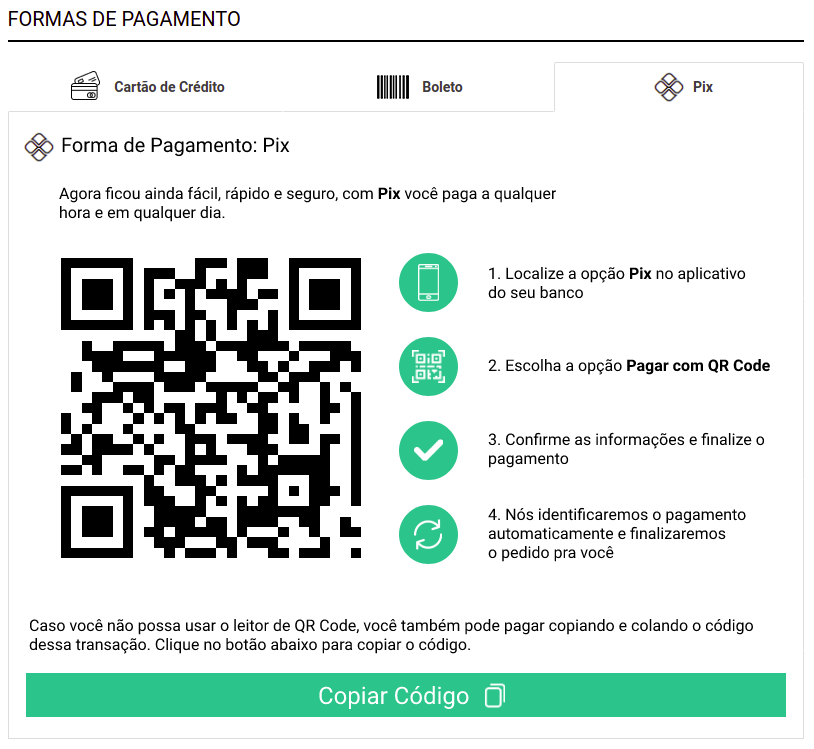 FORMAS DE PAGAMENTO
Cartão de Crédito
Boleto
Pix
Forma de Pagamento: Pix
Agora ficou ainda fácil, rápido e seguro, com Pix você paga a qualquer
hora e em qualquer dia.
1. Localize a opção Pix no aplicativo
do seu banco
2. Escolha a opção Pagar com QR Code
3. Confirme as informações e finalize o
pagamento
4. Nós identificaremos o pagamento
automaticamente e finalizaremos
o pedido pra você
Caso você não possa usar o leitor de QR Code, você também pode pagar copiando e colando o código
dessa transação. Clique no botão abaixo para copiar o código.
Copiar Código